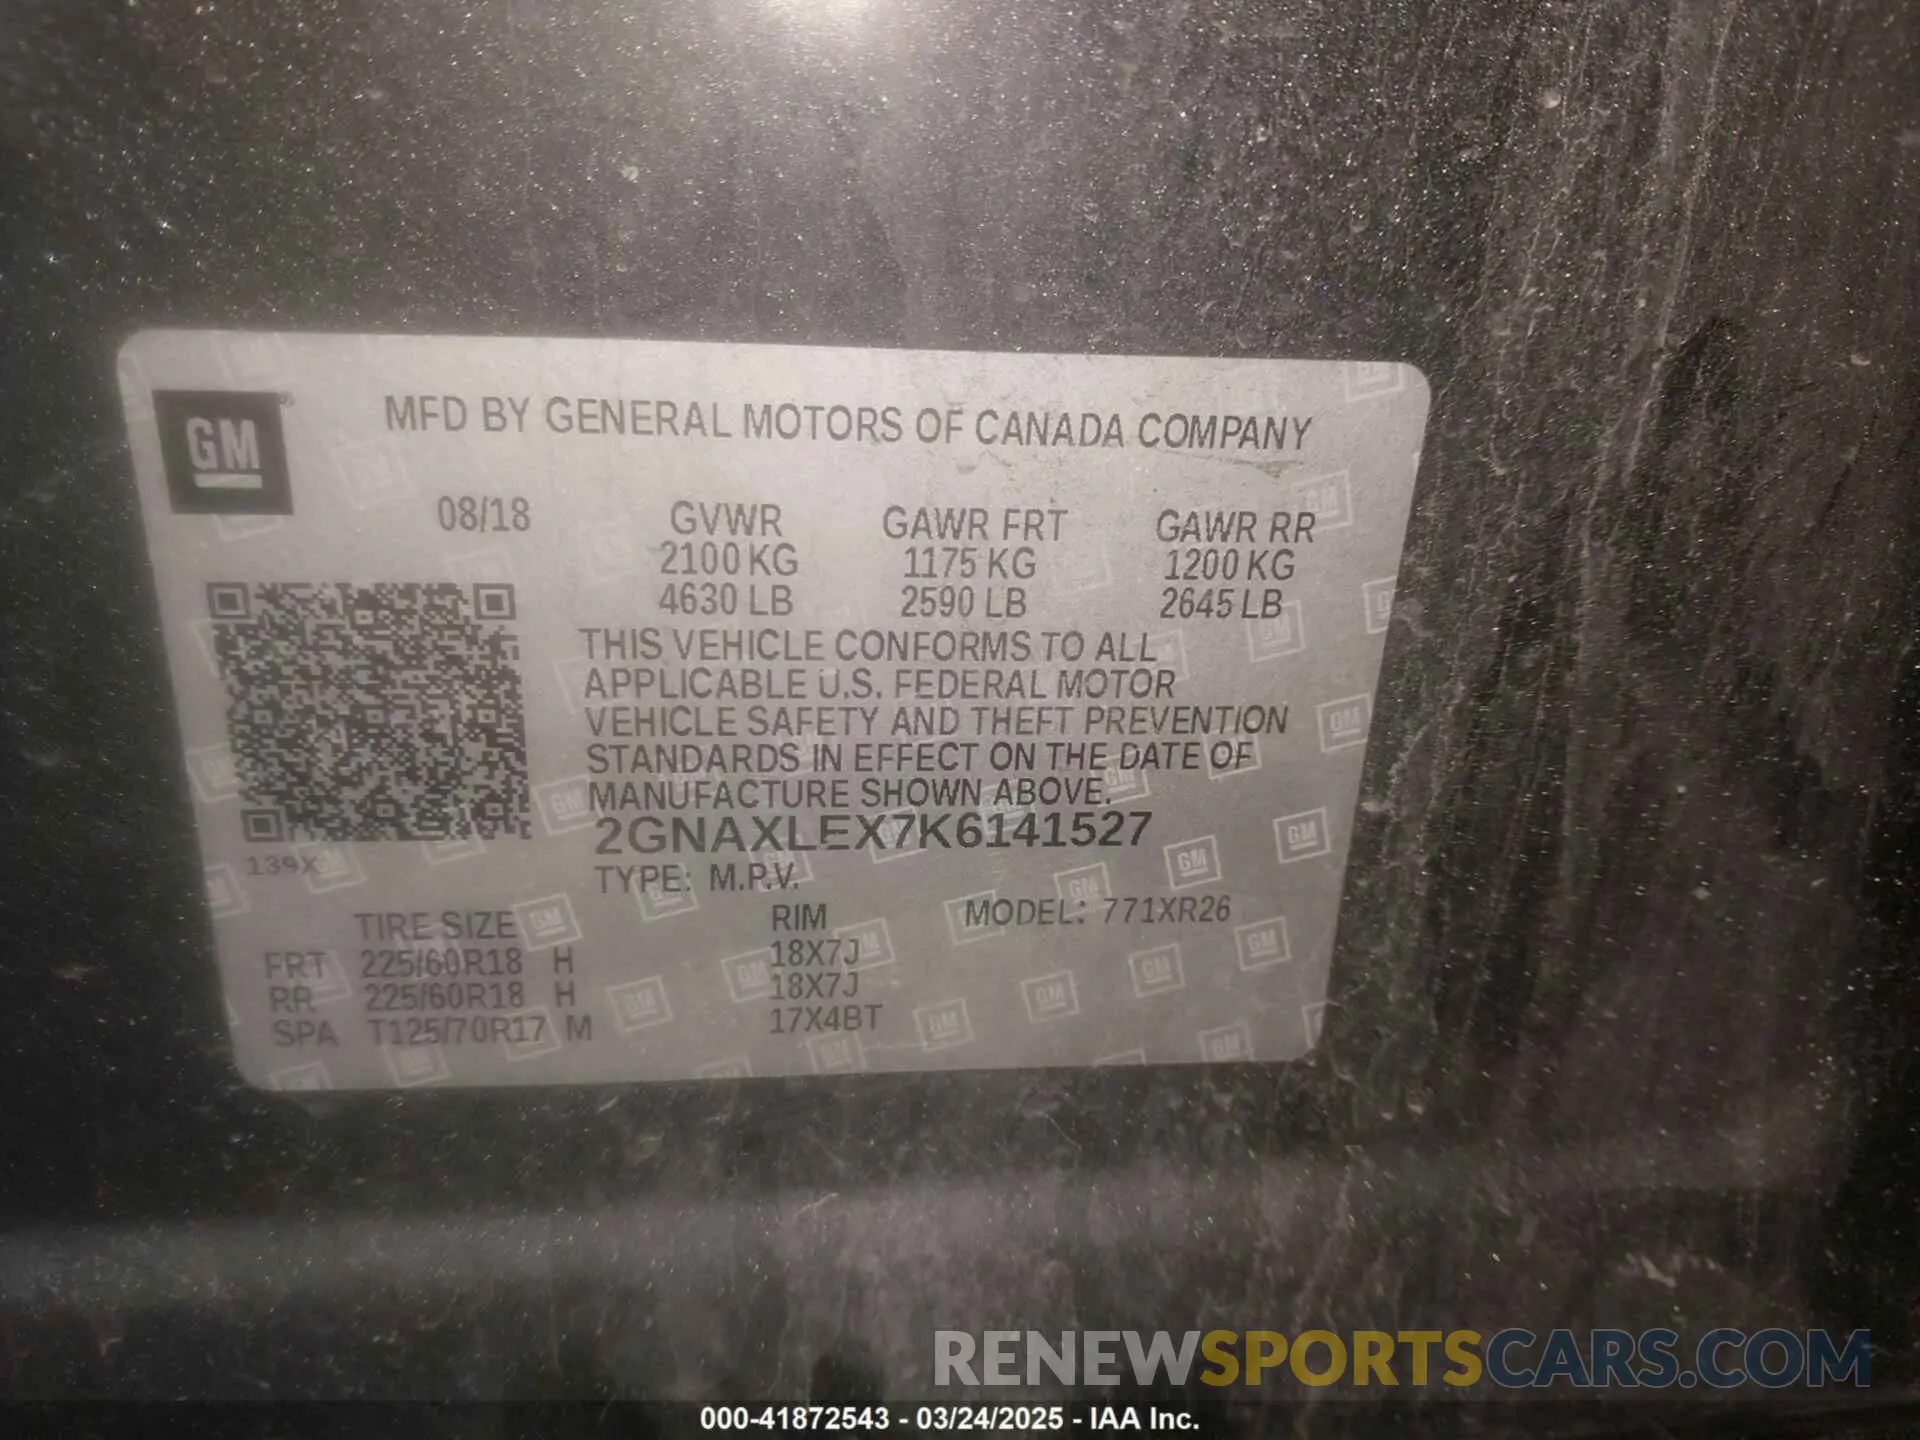 GM
MFD BY GENERAL MOTORS OF CANADA COMPANY
08/18 GVWR GAWR FRT GAWR RR
2100 KG 1175 KG 1200 KG
4630 LB 2590 LB 2645 LB
THIS VEHICLE CONFORMS TO ALL
APPLICABLE U.S. FEDERAL MOTOR
VEHICLE SAFETY AND THEFT PREVENTION
STANDARDS IN EFFECT ON THE DATE OF
MANUFACTURE SHOWN ABOVE.
2GNAXLEX7K6141527
139X
TYPE: M.P.V.
TIRE SIZE RIM MODEL: 771XR26
FRT 225/60R18 H 18X7J
RR 225/60R18 H 18X7J
SPA T125/70R17 M 17X4BT
RENEWSPORTSCARS.COM
000-41872543 - 03/24/2025 - IAA Inc.